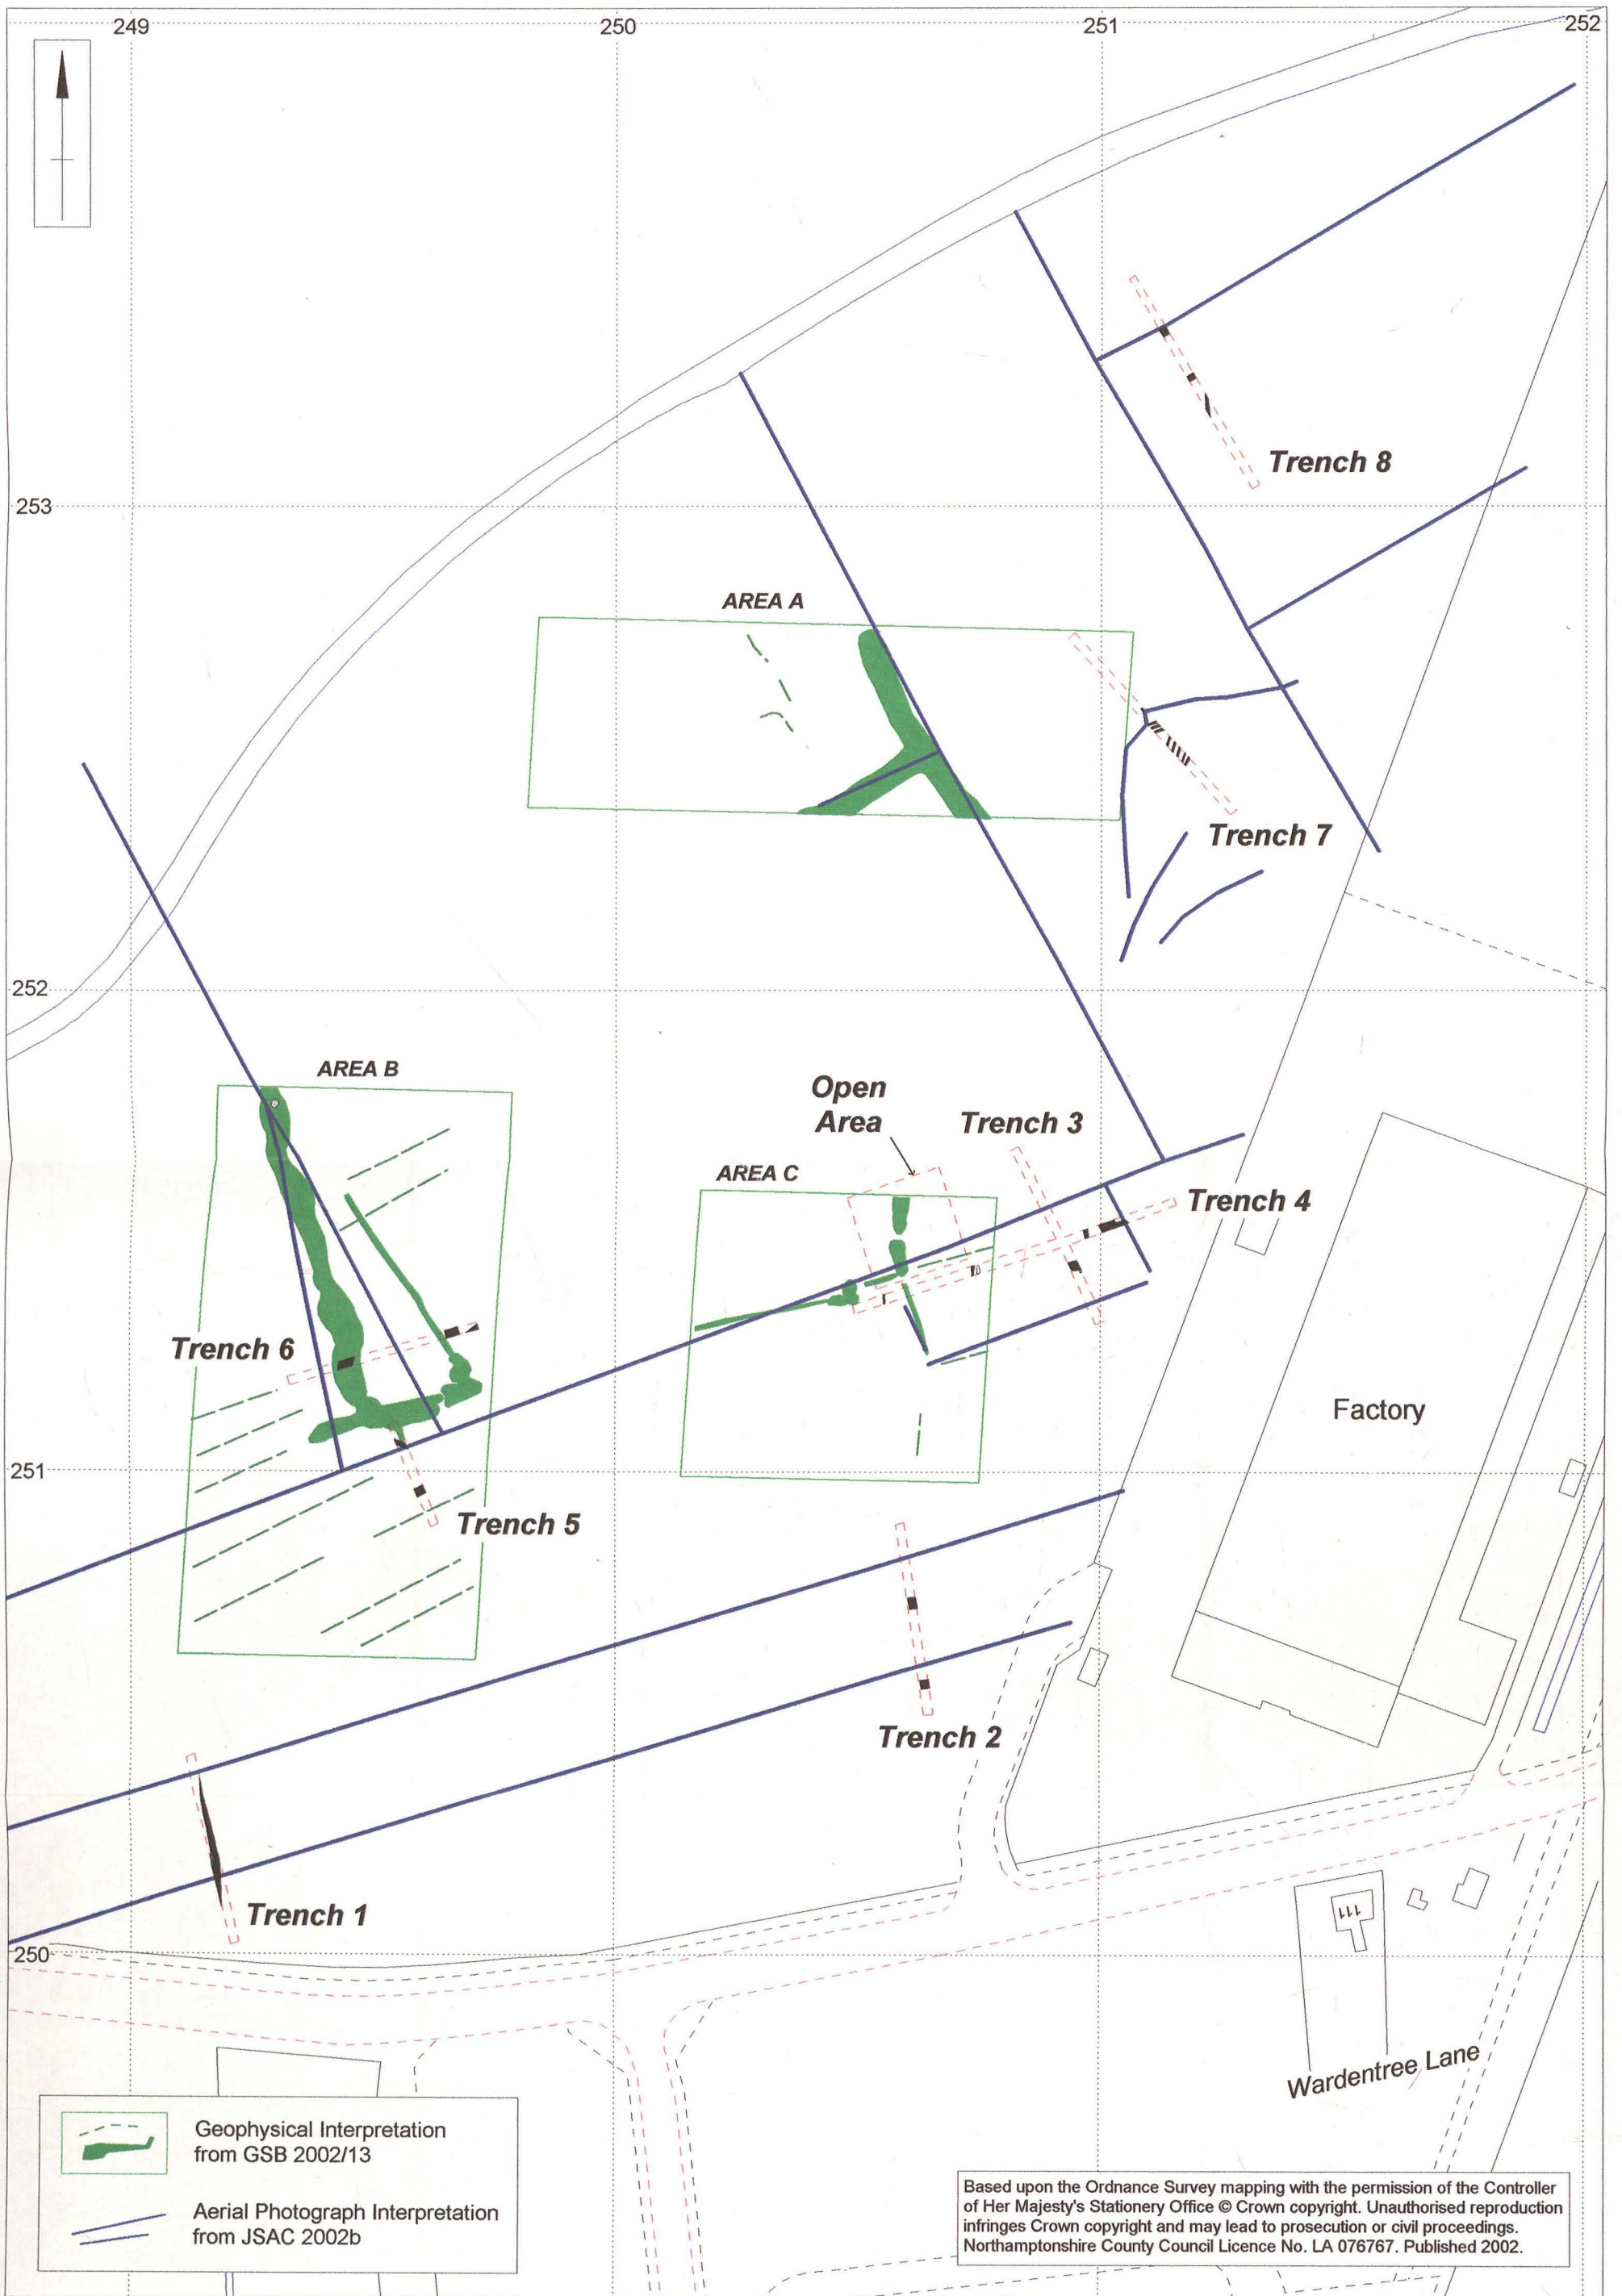 249
250
251
252
Trench 8
253
AREA A
Trench 7
252
AREA B
Open
Area
Trench 3
AREA C
Trench 4
Trench 6
Factory
251
Trench 5
Trench 2
Trench 1
250
Wardentree Lane
Geophysical Interpretation
from GSB 2002/13
Aerial Photograph Interpretation
from JSAC 2002b
Based upon the Ordnance Survey mapping with the permission of the Controller
of Her Majesty's Stationery Office © Crown copyright. Unauthorised reproduction
infringes Crown copyright and may lead to prosecution or civil proceedings.
Northamptonshire County Council Licence No. LA 076767. Published 2002.